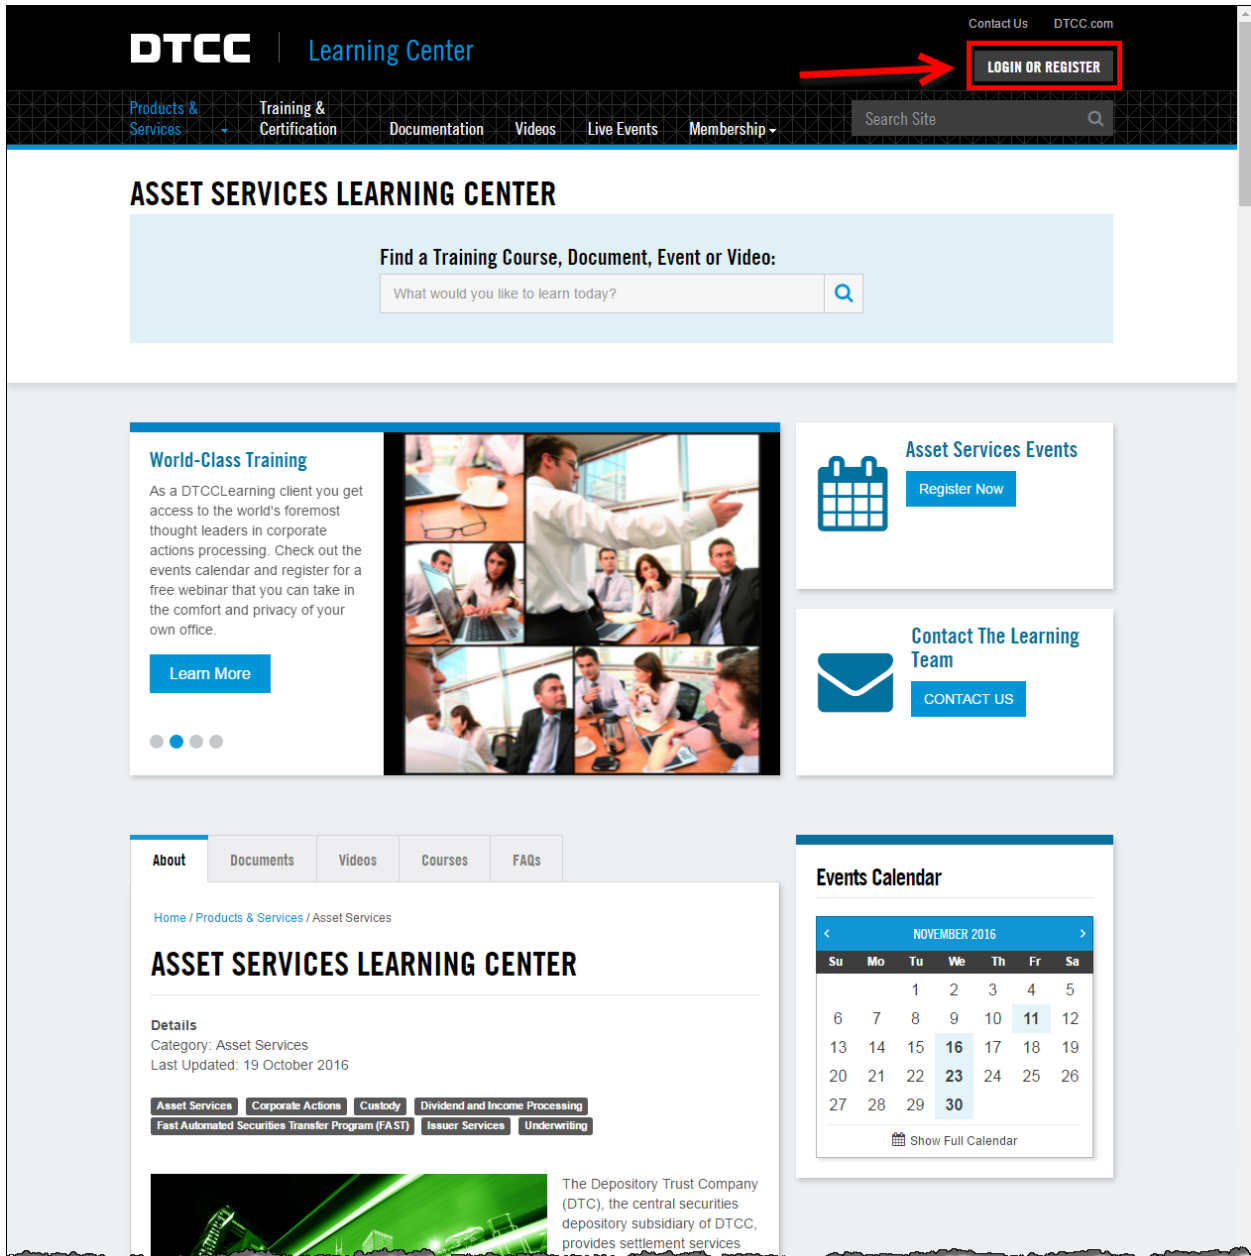 Contact Us DTCC.com
DTCC Learning Center
LOGIN OR REGISTER
Products & Services
Training & Certification
Documentation
Videos
Live Events
Membership
Search Site
ASSET SERVICES LEARNING CENTER
Find a Training Course, Document, Event or Video:
What would you like to learn today?
World-Class Training
As a DTCCLearning client you get
access to the world's foremost
thought leaders in corporate
actions processing. Check out the
events calendar and register for a
free webinar that you can take in
the comfort and privacy of your
own office.
Learn More
Asset Services Events
Register Now
Contact The Learning
Team
CONTACT US
About Documents Videos Courses FAQs
Home / Products & Services / Asset Services
ASSET SERVICES LEARNING CENTER
Details
Category: Asset Services
Last Updated: 19 October 2016
Asset Services Corporate Actions Custody Dividend and Income Processing
Fast Automated Securities Transfer Program (FAST) Issuer Services Underwriting
The Depository Trust Company
(DTC), the central securities
depository subsidiary of DTCC,
provides settlement services
Events Calendar
‹ NOVEMBER 2016 ›
Su Mo Tu We Th Fr Sa
1 2 3 4 5
6 7 8 9 10 11 12
13 14 15 16 17 18 19
20 21 22 23 24 25 26
27 28 29 30
Show Full Calendar